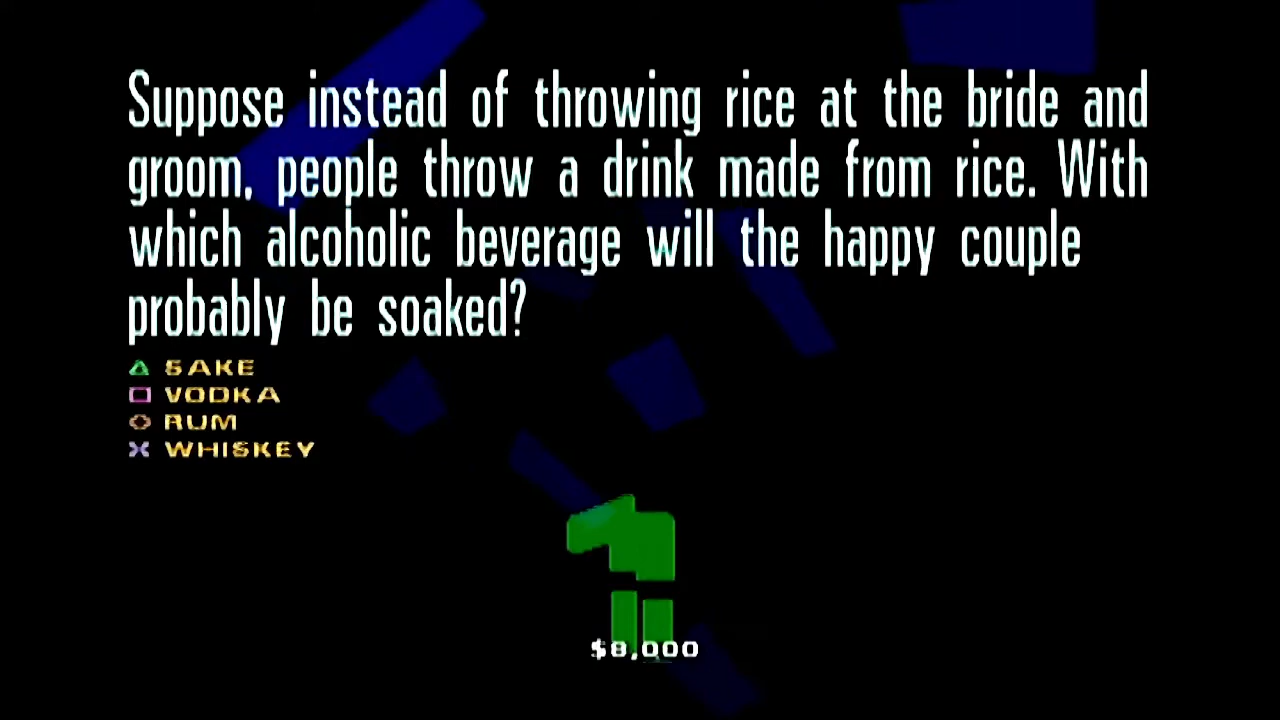 Suppose instead of throwing rice at the bride and
groom, people throw a drink made from rice. With
which alcoholic beverage will the happy couple
probably be soaked?
SAKE
VODKA
RUM
WHISKEY
$8,000